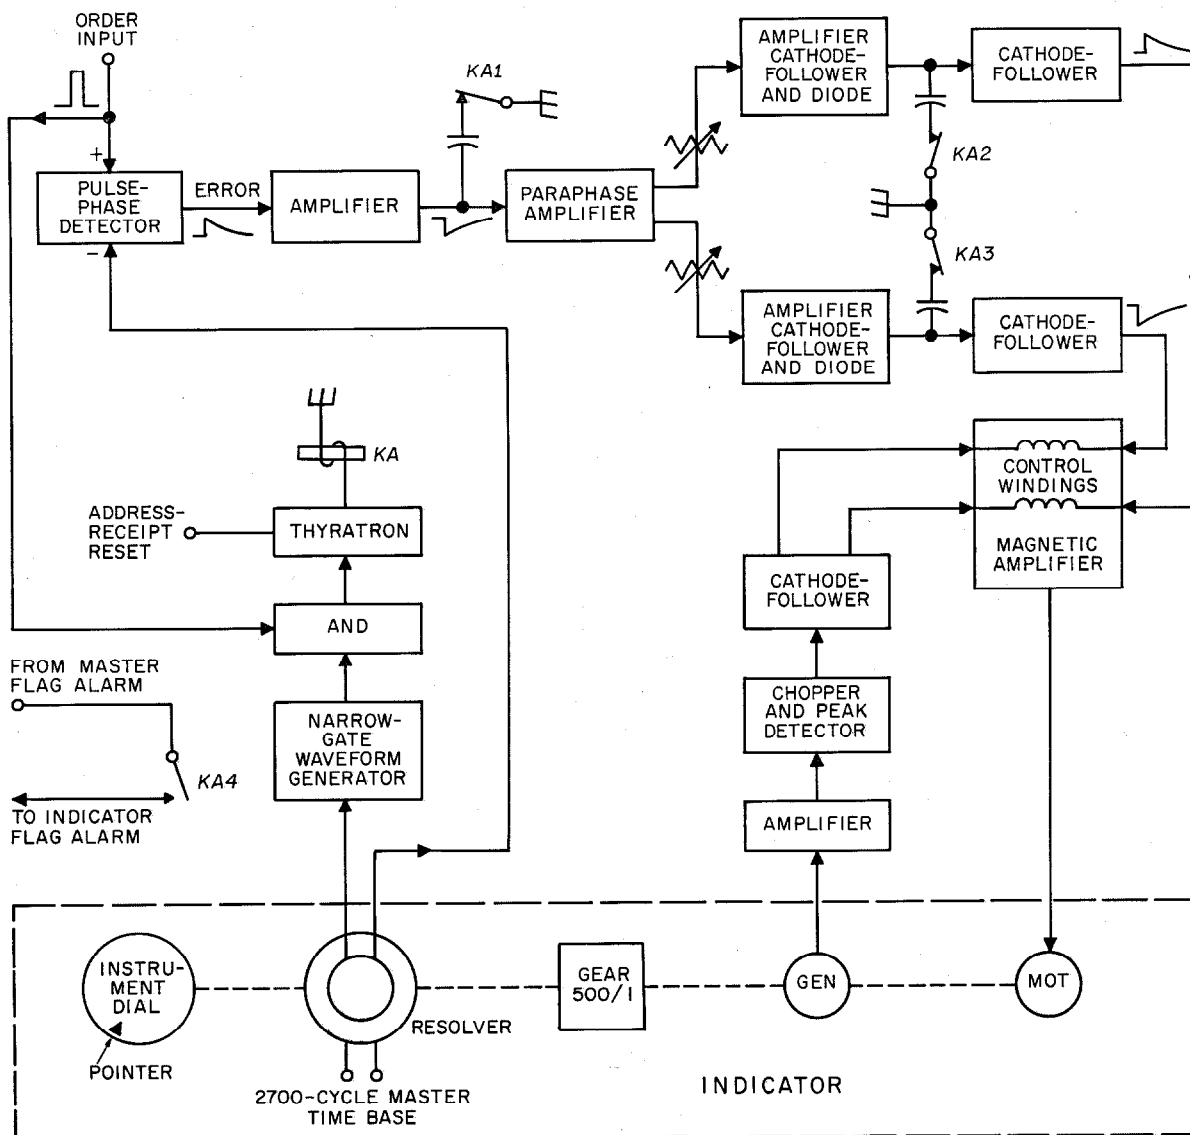 ORDER
INPUT
KA1
AMPLIFIER
CATHODE-
FOLLOWER
AND DIODE
CATHODE-
FOLLOWER
+
PULSE-
PHASE
DETECTOR
-
ERROR
AMPLIFIER
PARAPHASE
AMPLIFIER
KA2
KA3
AMPLIFIER
CATHODE-
FOLLOWER
AND DIODE
CATHODE-
FOLLOWER
KA
ADDRESS-
RECEIPT
RESET
THYRATRON
CONTROL
WINDINGS
MAGNETIC
AMPLIFIER
AND
CATHODE-
FOLLOWER
FROM MASTER
FLAG ALARM
NARROW-
GATE
WAVEFORM
GENERATOR
CHOPPER
AND PEAK
DETECTOR
KA4
TO INDICATOR
FLAG ALARM
AMPLIFIER
INSTRU-
MENT
DIAL
GEAR
500/1
GEN
MOT
RESOLVER
POINTER
2700-CYCLE MASTER
TIME BASE
INDICATOR